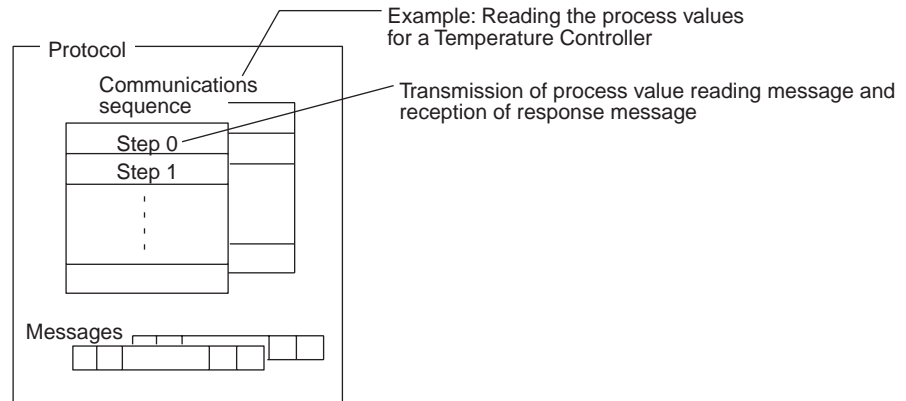 Example: Reading the process values
for a Temperature Controller
Protocol
Communications
sequence
Transmission of process value reading message and
reception of response message
Step 0
Step 1
Messages